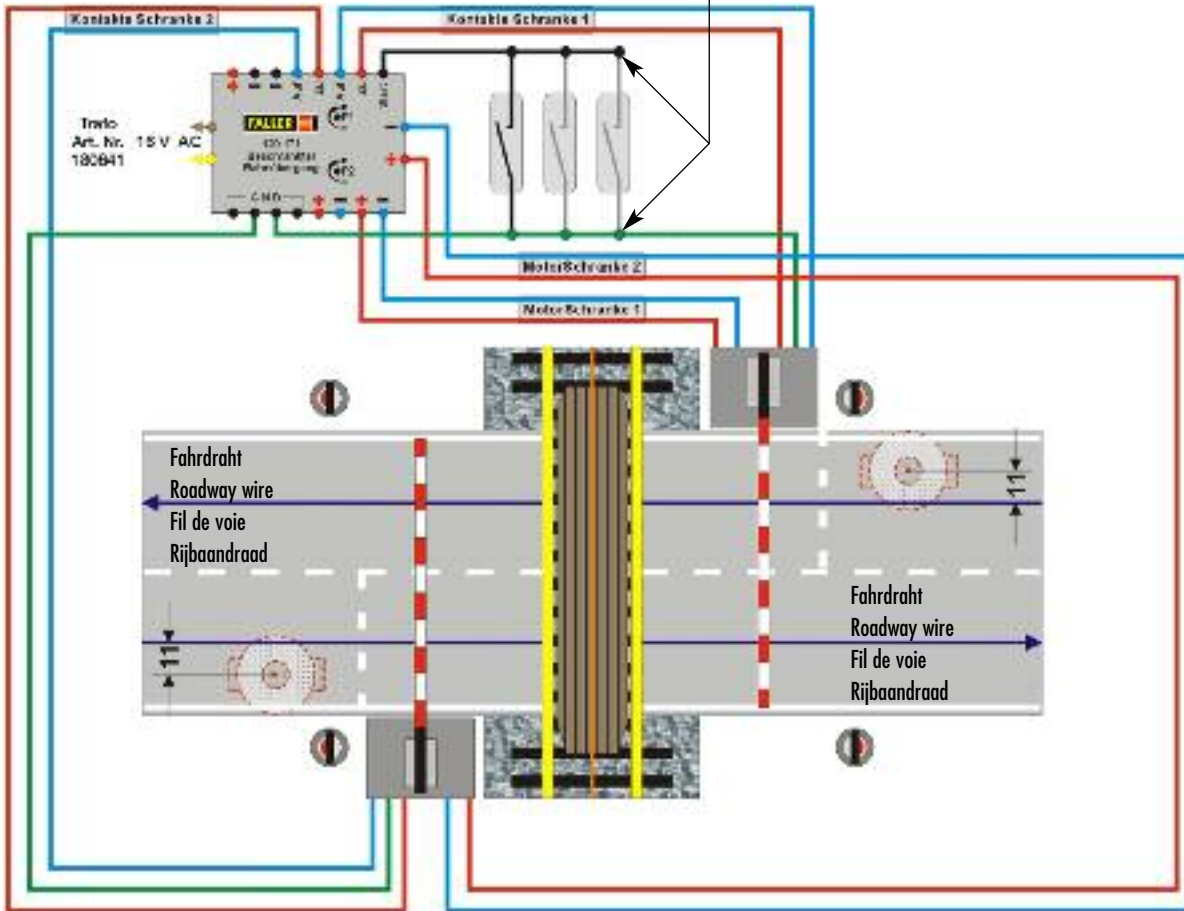 Kontakte Schranke 2
Kontakte Schranke 1
Trafo
Art. Nr. 16 V AC
180641
FALLER
GND
Motor Schranke 2
Motor Schranke 1
Fahrdraht
Roadway wire
Fil de voie
Rijbaandraad
11
11
Fahrdraht
Roadway wire
Fil de voie
Rijbaandraad